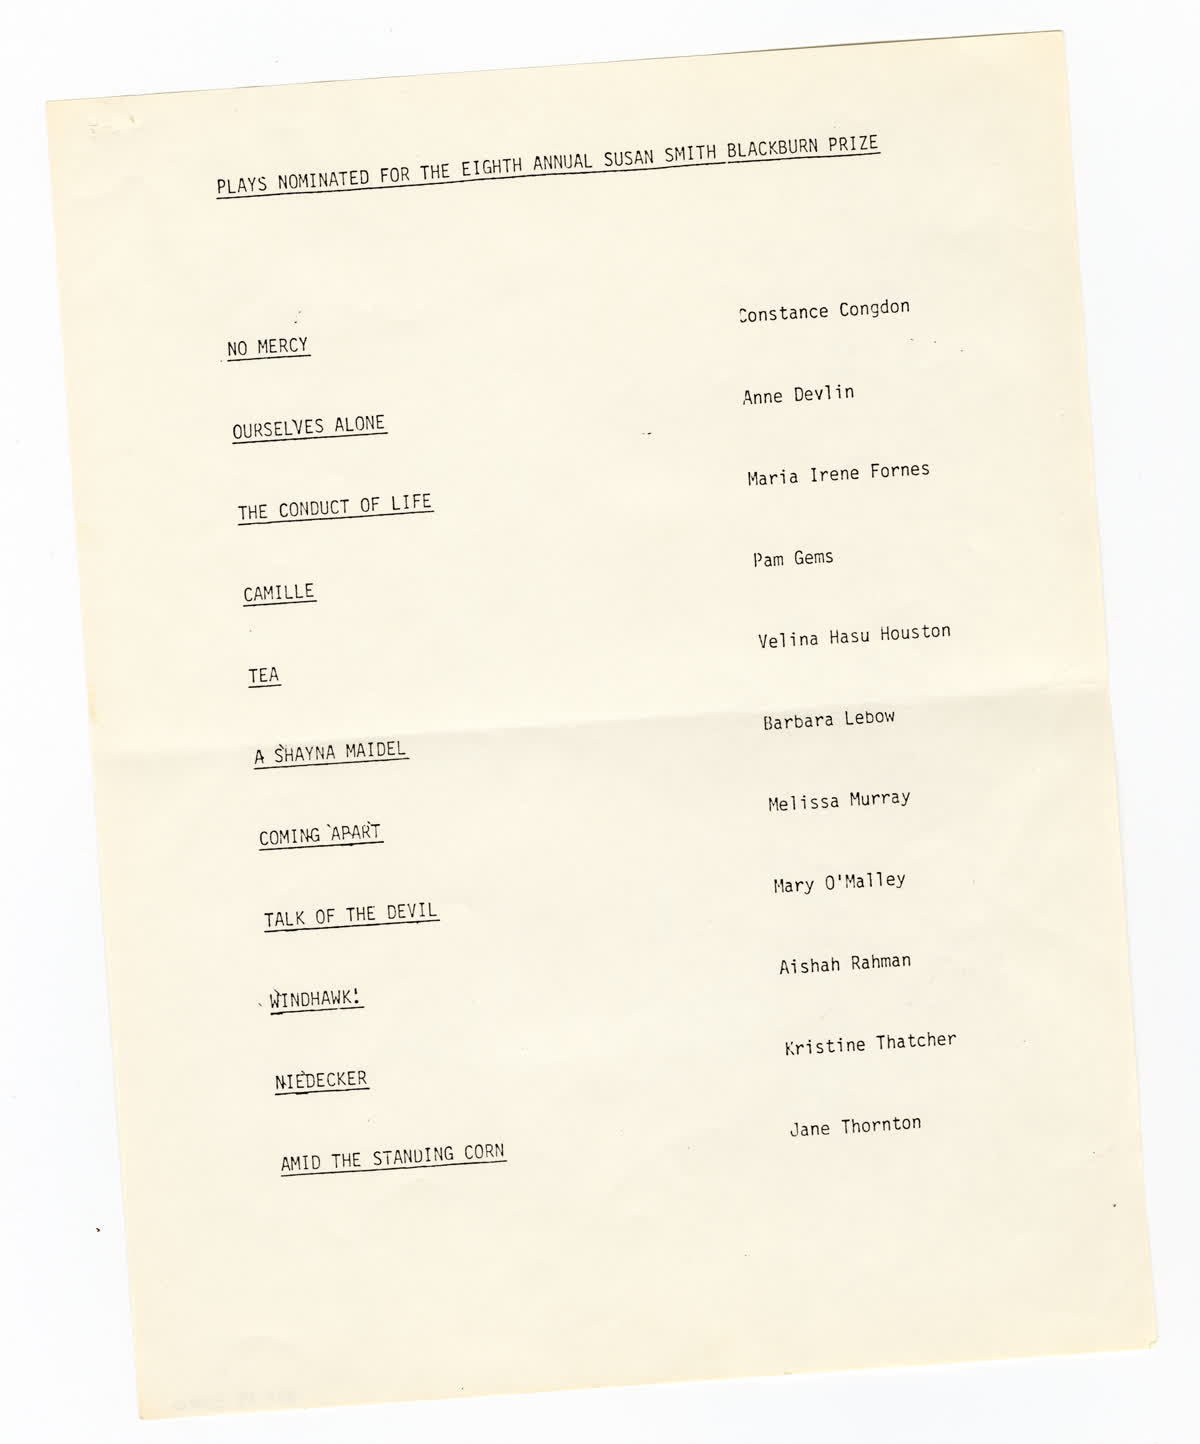 PLAYS NOMINATED FOR THE EIGHTH ANNUAL SUSAN SMITH BLACKBURN PRIZE
NO MERCY Constance Congdon
OURSELVES ALONE Anne Devlin
THE CONDUCT OF LIFE Maria Irene Fornes
CAMILLE Pam Gems
TEA Velina Hasu Houston
A SHAYNA MAIDEL Barbara Lebow
COMING APART Melissa Murray
TALK OF THE DEVIL Mary O'Malley
WINDHAWK! Aishah Rahman
NIEDECKER Kristine Thatcher
AMID THE STANDING CORN Jane Thornton